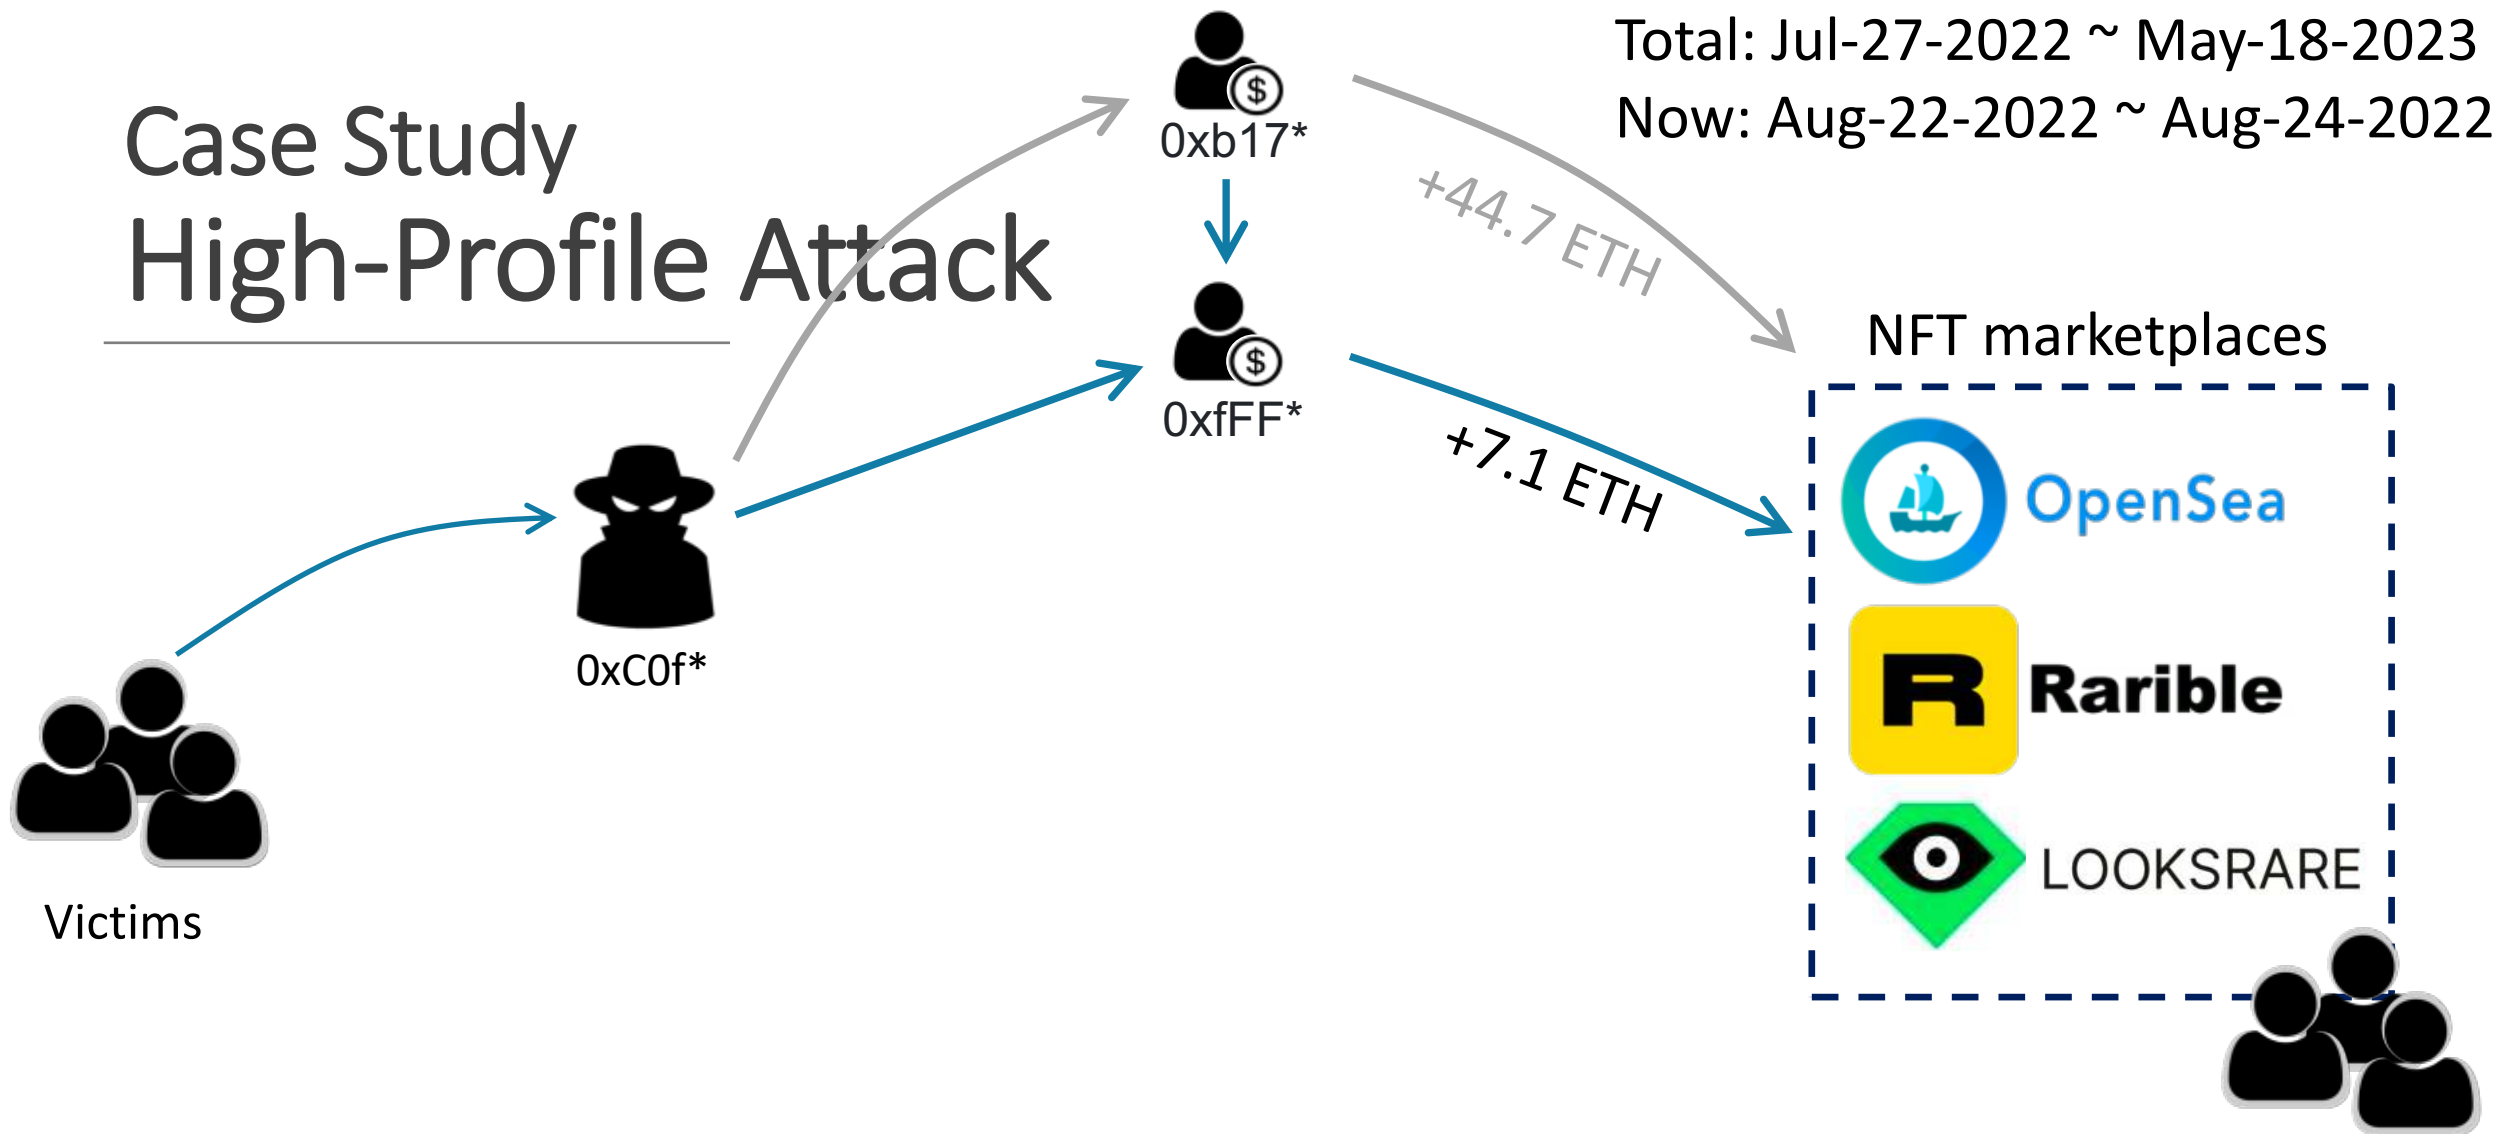 Total: Jul-27-2022 ~ May-18-2023
Now: Aug-22-2022 ~ Aug-24-2022
Case Study
High-Profile Attack
$
0xb17*
+44.7 ETH
$
0xfFF*
+7.1 ETH
0xC0f*
Victims
NFT marketplaces
OpenSea
R Rarible
LOOKSRARE